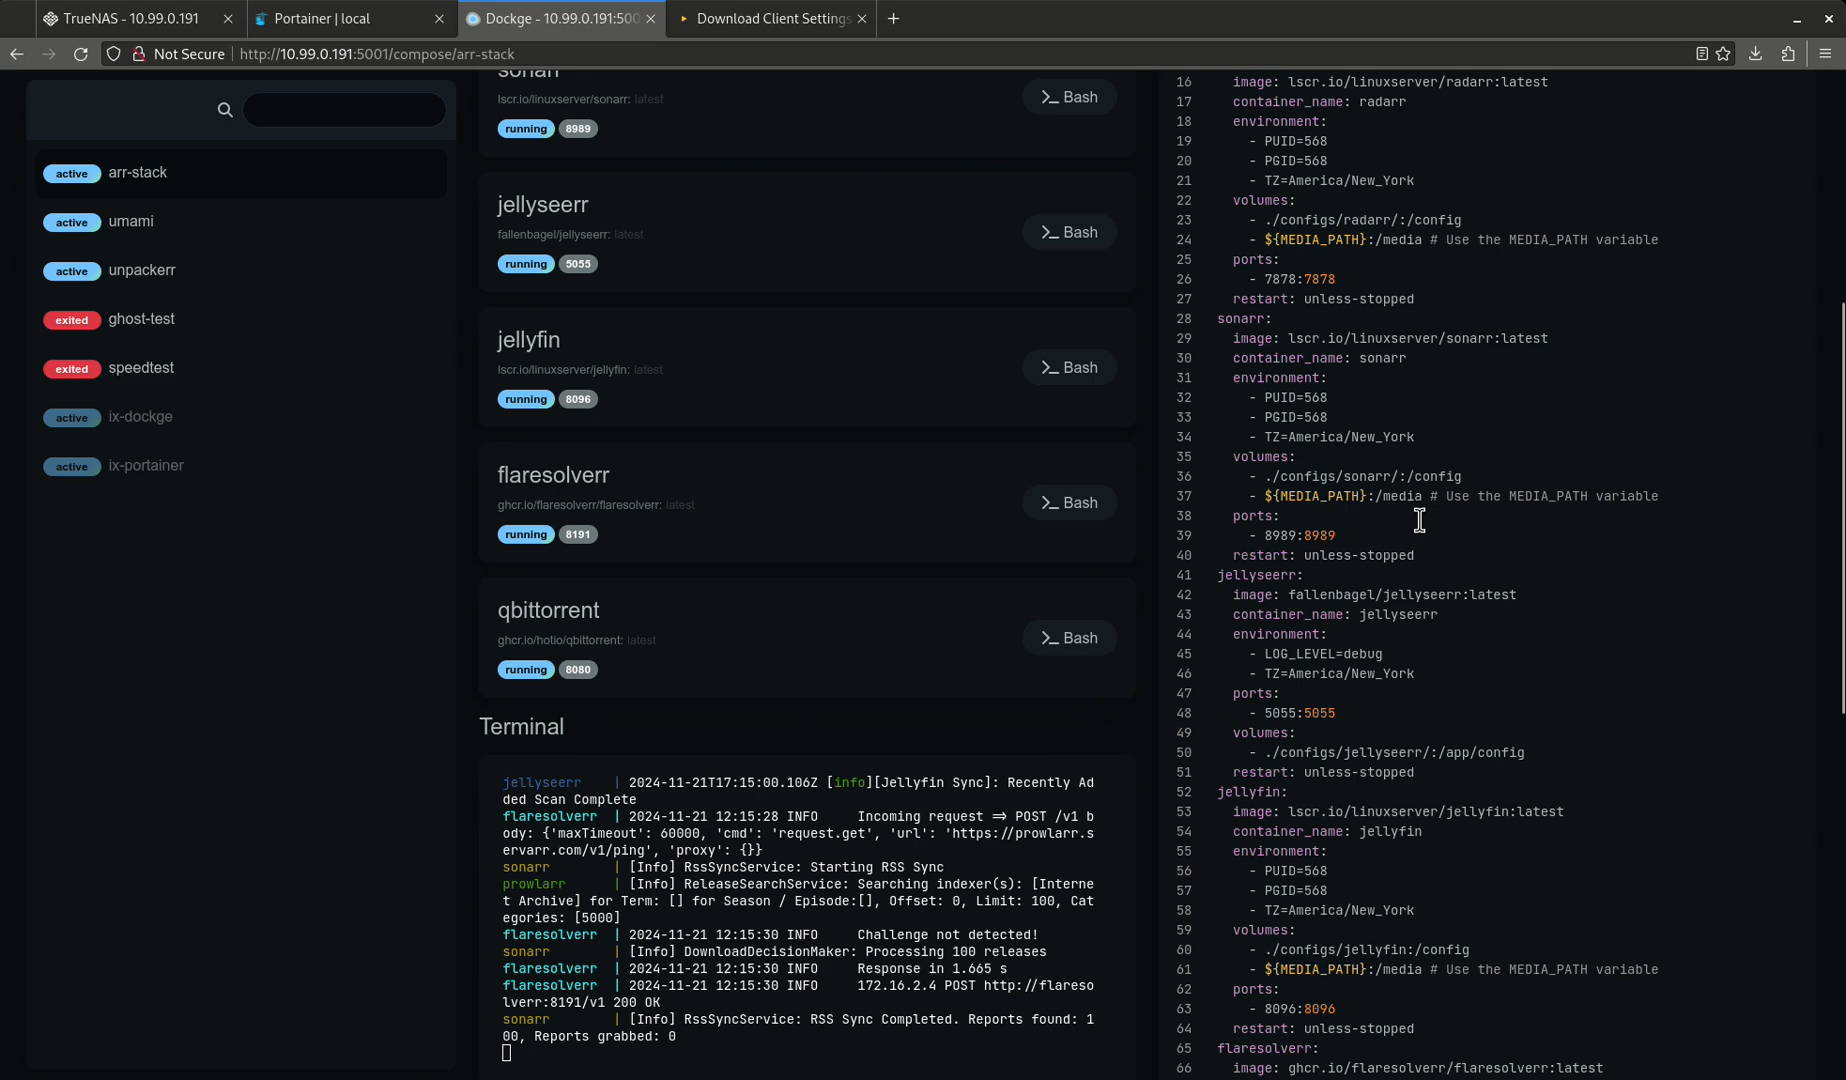 TrueNAS - 10.99.0.191
Portainer | local
Dockge - 10.99.0.191:500
Download Client Settings
Not Secure
http://10.99.0.191:5001/compose/arr-stack
active arr-stack
active umami
active unpackerr
exited ghost-test
exited speedtest
active ix-dockge
active ix-portainer
sonarr
lscr.io/linuxserver/sonarr: latest
running 8989
>_ Bash
jellyseerr
fallenbagel/jellyseerr: latest
running 5055
>_ Bash
jellyfin
lscr.io/linuxserver/jellyfin: latest
running 8096
>_ Bash
flaresolverr
ghcr.io/flaresolverr/flaresolverr: latest
running 8191
>_ Bash
qbittorrent
ghcr.io/hotio/qbittorrent: latest
running 8080
>_ Bash
Terminal
jellyseerr | 2024-11-21T17:15:00.106Z [info][Jellyfin Sync]: Recently Ad
ded Scan Complete
flaresolverr | 2024-11-21 12:15:28 INFO Incoming request => POST /v1 b
ody: {'maxTimeout': 60000, 'cmd': 'request.get', 'url': 'https://prowlarr.s
ervarr.com/v1/ping', 'proxy': {}}
sonarr | [Info] RssSyncService: Starting RSS Sync
prowlarr | [Info] ReleaseSearchService: Searching indexer(s): [Interne
t Archive] for Term: [] for Season / Episode:[], Offset: 0, Limit: 100, Cat
egories: [5000]
flaresolverr | 2024-11-21 12:15:30 INFO Challenge not detected!
sonarr | [Info] DownloadDecisionMaker: Processing 100 releases
flaresolverr | 2024-11-21 12:15:30 INFO Response in 1.665 s
flaresolverr | 2024-11-21 12:15:30 INFO 172.16.2.4 POST http://flareso
lverr:8191/v1 200 OK
sonarr | [Info] RssSyncService: RSS Sync Completed. Reports found: 1
00, Reports grabbed: 0
16 image: lscr.io/linuxserver/radarr:latest
17 container_name: radarr
18 environment:
19 - PUID=568
20 - PGID=568
21 - TZ=America/New_York
22 volumes:
23 - ./configs/radarr/:/config
24 - ${MEDIA_PATH}:/media # Use the MEDIA_PATH variable
25 ports:
26 - 7878:7878
27 restart: unless-stopped
28 sonarr:
29 image: lscr.io/linuxserver/sonarr:latest
30 container_name: sonarr
31 environment:
32 - PUID=568
33 - PGID=568
34 - TZ=America/New_York
35 volumes:
36 - ./configs/sonarr/:/config
37 - ${MEDIA_PATH}:/media # Use the MEDIA_PATH variable
38 ports:
39 - 8989:8989
40 restart: unless-stopped
41 jellyseerr:
42 image: fallenbagel/jellyseerr:latest
43 container_name: jellyseerr
44 environment:
45 - LOG_LEVEL=debug
46 - TZ=America/New_York
47 ports:
48 - 5055:5055
49 volumes:
50 - ./configs/jellyseerr/:/app/config
51 restart: unless-stopped
52 jellyfin:
53 image: lscr.io/linuxserver/jellyfin:latest
54 container_name: jellyfin
55 environment:
56 - PUID=568
57 - PGID=568
58 - TZ=America/New_York
59 volumes:
60 - ./configs/jellyfin:/config
61 - ${MEDIA_PATH}:/media # Use the MEDIA_PATH variable
62 ports:
63 - 8096:8096
64 restart: unless-stopped
65 flaresolverr:
66 image: ghcr.io/flaresolverr/flaresolverr:latest